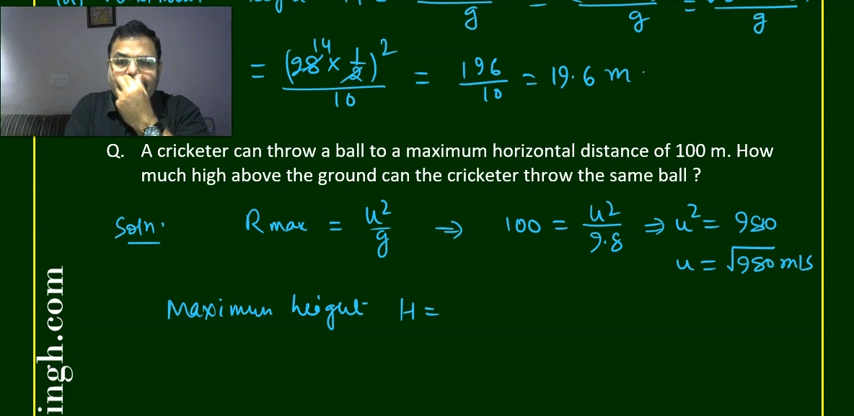 g = g = g
= (28 14 × 1/2)² / 10 = 196/10 = 19.6 m.
Q. A cricketer can throw a ball to a maximum horizontal distance of 100 m. How
much high above the ground can the cricketer throw the same ball ?
Soln. R max = u²/g ⇒ 100 = u²/9.8 ⇒ u² = 980
u = √980 m/s
Maximum height H =
ingh.com